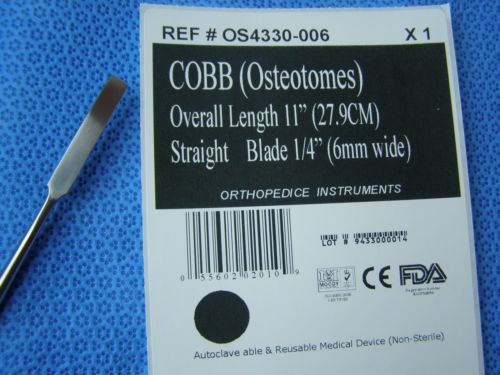 REF # OS4330-006 X 1
COBB (Osteotomes)
Overall Length 11” (27.9CM)
Straight Blade 1/4” (6mm wide)
ORTHOPEDICE INSTRUMENTS
LOT # 9433000014
0 55602 02010 9
MOODY
CE FDA
Autoclave able & Reusable Medical Device (Non-Sterile)